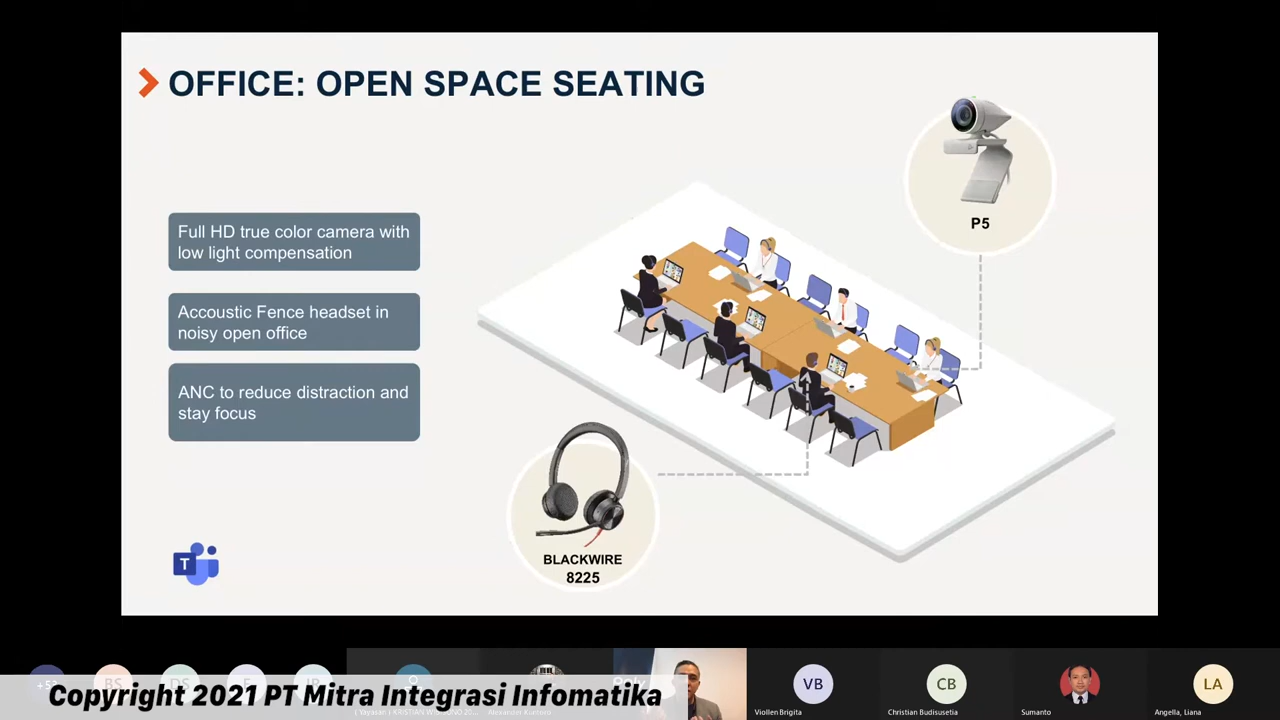 OFFICE: OPEN SPACE SEATING
P5
Full HD true color camera with
low light compensation
Accoustic Fence headset in
noisy open office
ANC to reduce distraction and
stay focus
BLACKWIRE
8225
T
VB
CB
LA
Viollen Brigita
Christian Budisusetia
Sumanto
Angella, Liana
Copyright 2021 PT Mitra Integrasi Infomatika